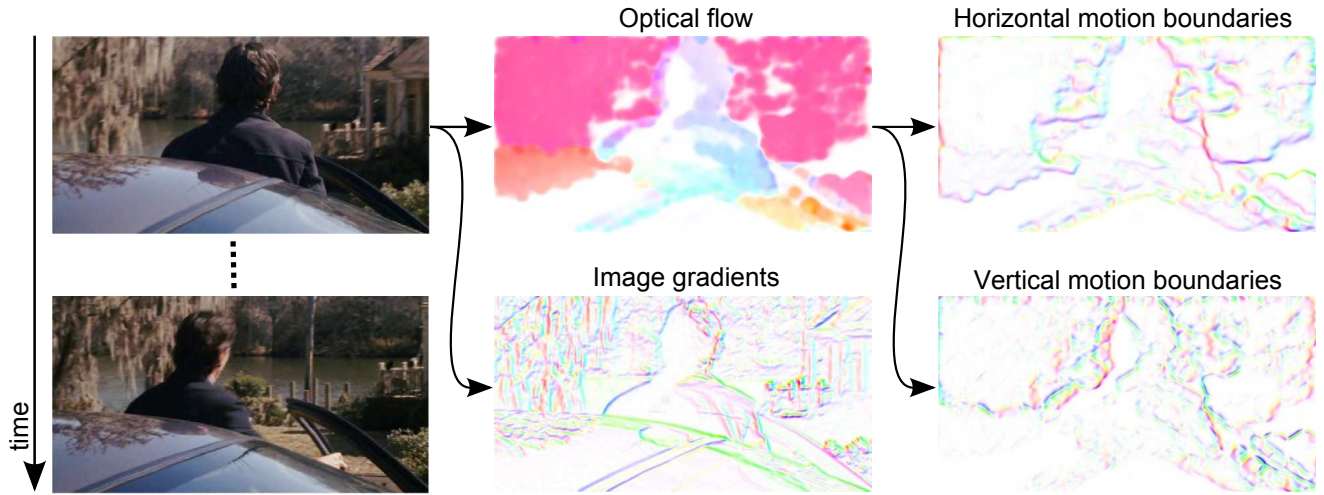 Optical flow
Horizontal motion boundaries
Image gradients
Vertical motion boundaries
time